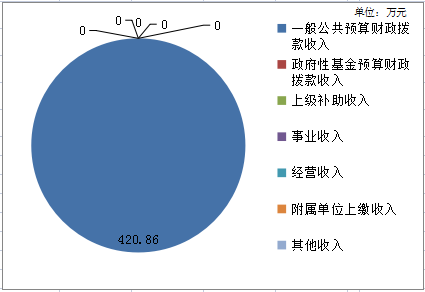 单位：万元
0
0
0
0
0
420.86
一般公共预算财政拨
款收入
政府性基金预算财政
拨款收入
上级补助收入
事业收入
经营收入
附属单位上缴收入
其他收入